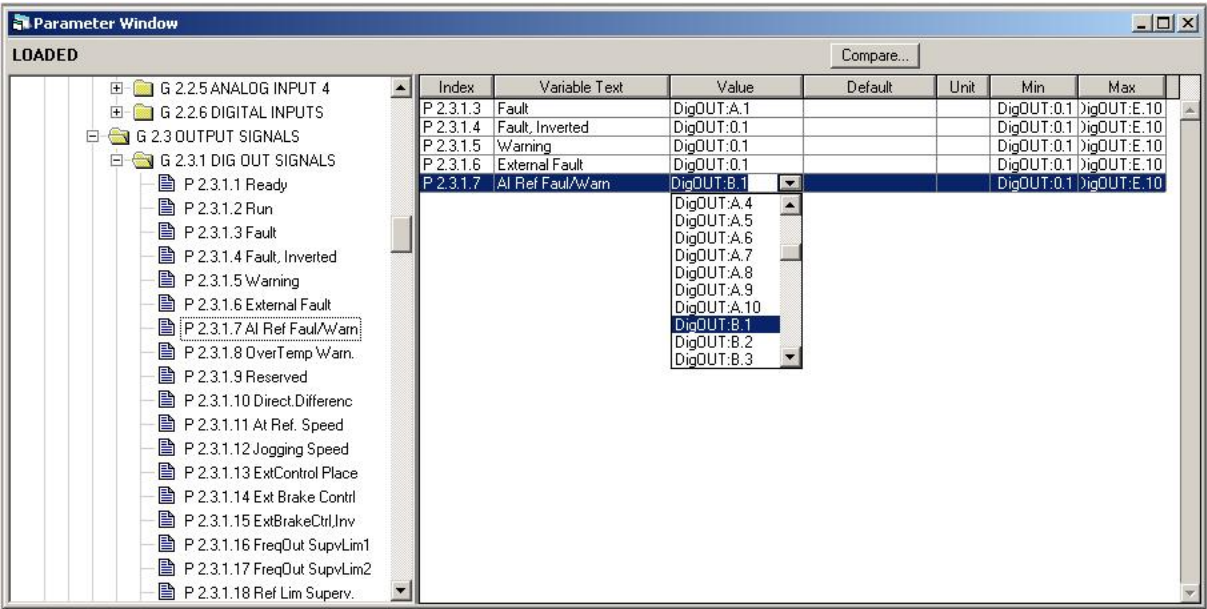 Parameter Window
LOADED
Compare...
G 2.2.5 ANALOG INPUT 4
G 2.2.6 DIGITAL INPUTS
G 2.3 OUTPUT SIGNALS
G 2.3.1 DIG OUT SIGNALS
P 2.3.1.1 Ready
P 2.3.1.2 Run
P 2.3.1.3 Fault
P 2.3.1.4 Fault, Inverted
P 2.3.1.5 Warning
P 2.3.1.6 External Fault
P 2.3.1.7 AI Ref Faul/Warn
P 2.3.1.8 OverTemp Warn.
P 2.3.1.9 Reserved
P 2.3.1.10 Direct.Differenc
P 2.3.1.11 At Ref. Speed
P 2.3.1.12 Jogging Speed
P 2.3.1.13 ExtControl Place
P 2.3.1.14 Ext Brake Contrl
P 2.3.1.15 ExtBrakeCtrl,Inv
P 2.3.1.16 FreqOut SupvLim1
P 2.3.1.17 FreqOut SupvLim2
P 2.3.1.18 Ref Lim Superv.
Index Variable Text Value Default Unit Min Max
P 2.3.1.3 Fault DigOUT:A.1 DigOUT:0.1 DigOUT:E.10
P 2.3.1.4 Fault, Inverted DigOUT:0.1 DigOUT:0.1 DigOUT:E.10
P 2.3.1.5 Warning DigOUT:0.1 DigOUT:0.1 DigOUT:E.10
P 2.3.1.6 External Fault DigOUT:0.1 DigOUT:0.1 DigOUT:E.10
P 2.3.1.7 AI Ref Faul/Warn DigOUT:B.1 DigOUT:0.1 DigOUT:E.10
DigOUT:A.4
DigOUT:A.5
DigOUT:A.6
DigOUT:A.7
DigOUT:A.8
DigOUT:A.9
DigOUT:A.10
DigOUT:B.1
DigOUT:B.2
DigOUT:B.3